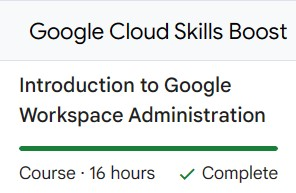 Google Cloud Skills Boost
Introduction to Google
Workspace Administration
Course · 16 hours ✓ Complete